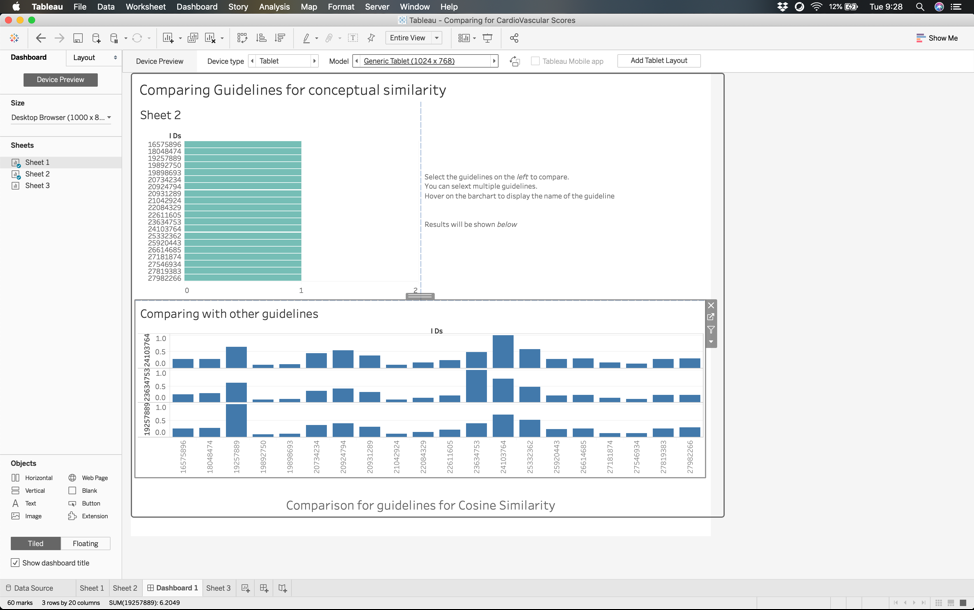 Tableau File Data Worksheet Dashboard Story Analysis Map Format Server Window Help 12% Tue 9:28
Tableau - Comparing for CardioVascular Scores
Entire View Show Me
Dashboard Layout
Device Preview Device type Tablet Model Generic Tablet (1024 x 768) Tableau Mobile app Add Tablet Layout
Device Preview
Size
Desktop Browser (1000 x 8...
Sheets
Sheet 1
Sheet 2
Sheet 3
Comparing Guidelines for conceptual similarity
Sheet 2
I Ds
16575896
18048474
19257889
19892750
19898693
20734234
20924794
20931289
21042924
22084329
22611605
23634753
24103764
25332362
25920443
26614685
27181874
27546934
27819383
27982266
0 1 2
Select the guidelines on the left to compare.
You can selext multiple guidelines.
Hover on the barchart to display the name of the guideline
Results will be shown below
Comparing with other guidelines
I Ds
24103764
1.0
0.5
0.0
23634753
1.0
0.5
0.0
19257889
1.0
0.5
0.0
16575896 18048474 19257889 19892750 19898693 20734234 20924794 20931289 21042924 22084329 22611605 23634753 24103764 25332362 25920443 26614685 27181874 27546934 27819383 27982266
Comparison for guidelines for Cosine Similarity
Objects
Horizontal Web Page
Vertical Blank
Text Button
Image Extension
Tiled Floating
Show dashboard title
Data Source Sheet 1 Sheet 2 Dashboard 1 Sheet 3
60 marks 3 rows by 20 columns SUM(19257889): 6.2049